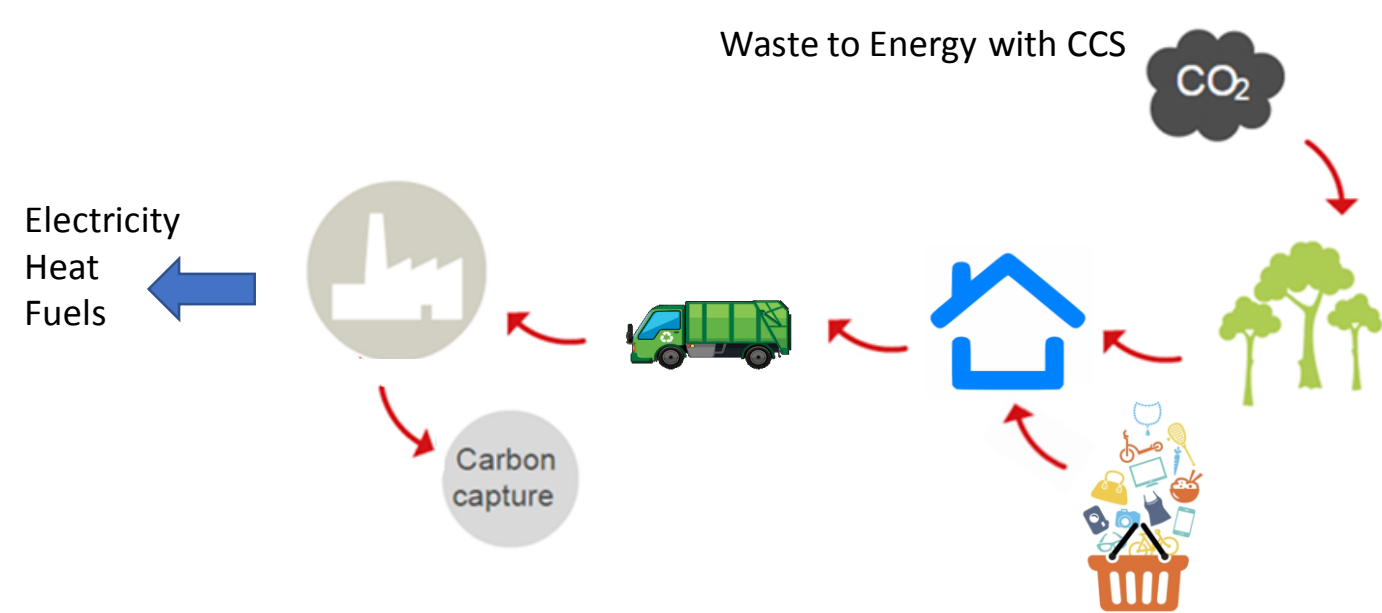 Waste to Energy with CCS
CO₂
Electricity
Heat
Fuels
Carbon
capture